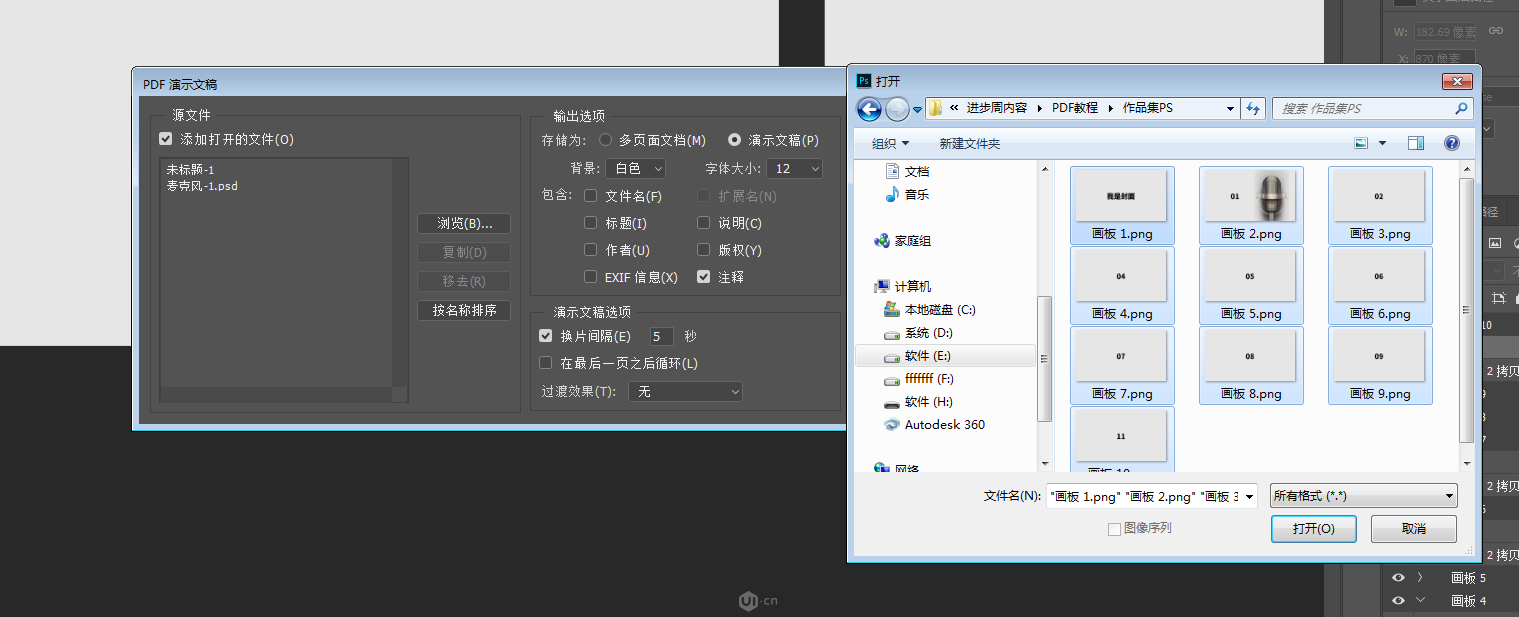 PDF 演示文稿
源文件
添加打开的文件(O)
未标题-1
麦克风-1.psd
浏览(B)...
复制(D)
移去(R)
按名称排序
输出选项
存储为: 多页面文档(M) 演示文稿(P)
背景: 白色 字体大小: 12
包含: 文件名(F) 扩展名(N)
标题(I) 说明(C)
作者(U) 版权(Y)
EXIF 信息(X) 注释
演示文稿选项
换片间隔(E) 5 秒
在最后一页之后循环(L)
过渡效果(T): 无
Ps 打开
« 进步周内容 PDF教程 作品集PS
搜索 作品集PS
组织 新建文件夹
文档
音乐
家庭组
计算机
本地磁盘 (C:)
系统 (D:)
软件 (E:)
fffffff (F:)
软件 (H:)
Autodesk 360
网络
我是封面 01 02
画板 1.png 画板 2.png 画板 3.png
04 05 06
画板 4.png 画板 5.png 画板 6.png
07 08 09
画板 7.png 画板 8.png 画板 9.png
11
文件名(N): "画板 1.png" "画板 2.png" "画板 3 所有格式 (*.*)
图像序列
打开(O) 取消
W: 182.69 像素
X: 870 像素
路径
10
2 拷贝
2 拷贝
2 拷贝
画板 5
画板 4
UI·cn